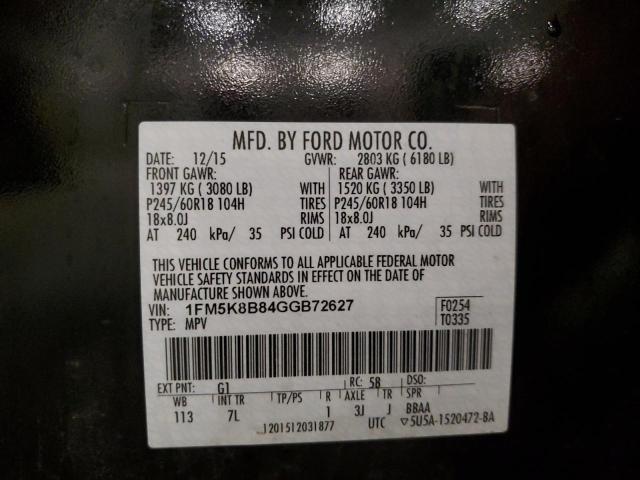 MFD. BY FORD MOTOR CO.
DATE: 12/15 GVWR: 2803 KG ( 6180 LB)
FRONT GAWR: REAR GAWR:
1397 KG ( 3080 LB) WITH 1520 KG ( 3350 LB) WITH
P245/60R18 104H TIRES P245/60R18 104H TIRES
18x8.0J RIMS 18x8.0J RIMS
AT 240 kPa/ 35 PSI COLD AT 240 kPa/ 35 PSI COLD
THIS VEHICLE CONFORMS TO ALL APPLICABLE FEDERAL MOTOR
VEHICLE SAFETY STANDARDS IN EFFECT ON THE DATE OF
MANUFACTURE SHOWN ABOVE.
VIN: 1FM5K8B84GGB72627 F0254
TYPE: MPV T0335
EXT PNT: G1 RC: 58 DSO:
WB INT TR TP/PS R AXLE TR SPR
113 7L 1 3J J BBAA
J201512031877 UTC ▽5U5A-1520472-BA